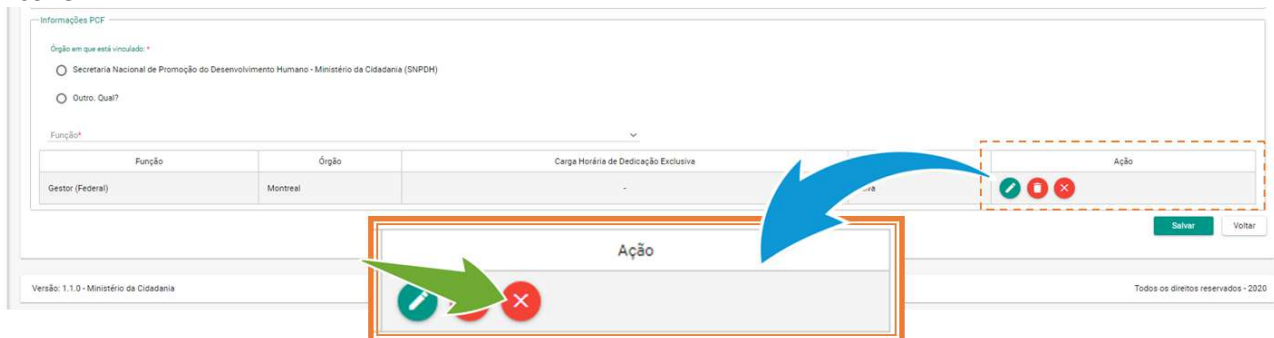 Informações PCF
Órgão em que está vinculado: *
Secretaria Nacional de Promoção do Desenvolvimento Humano - Ministério da Cidadania (SNPDH)
Outro. Qual?
Função*
Função Órgão Carga Horária de Dedicação Exclusiva Ação
Gestor (Federal) Montreal -
Salvar Voltar
Ação
Versão: 1.1.0 - Ministério da Cidadania Todos os direitos reservados - 2020